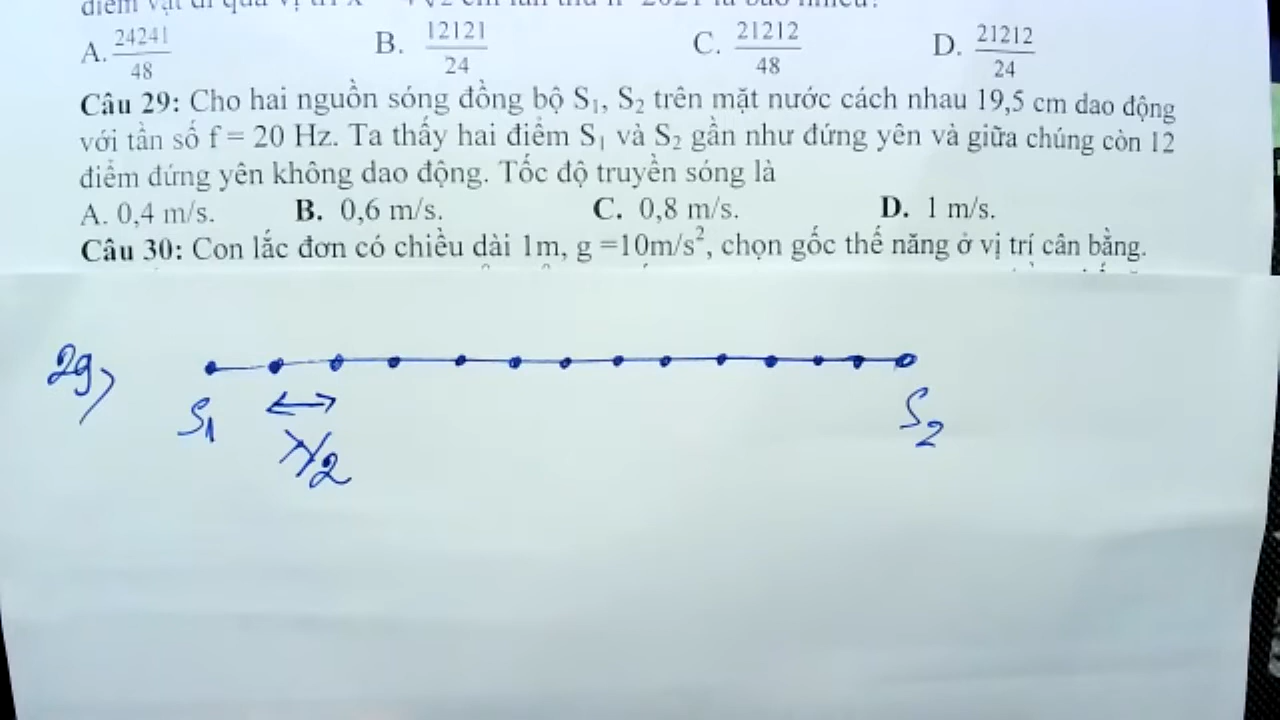 A. 24241/48 B. 12121/24 C. 21212/48 D. 21212/24
Câu 29: Cho hai nguồn sóng đồng bộ S₁, S₂ trên mặt nước cách nhau 19,5 cm dao động
với tần số f = 20 Hz. Ta thấy hai điểm S₁ và S₂ gần như đứng yên và giữa chúng còn 12
điểm đứng yên không dao động. Tốc độ truyền sóng là
A. 0,4 m/s. B. 0,6 m/s. C. 0,8 m/s. D. 1 m/s.
Câu 30: Con lắc đơn có chiều dài 1m, g =10m/s², chọn gốc thế năng ở vị trí cân bằng.
29)
S₁ S₂
λ/2